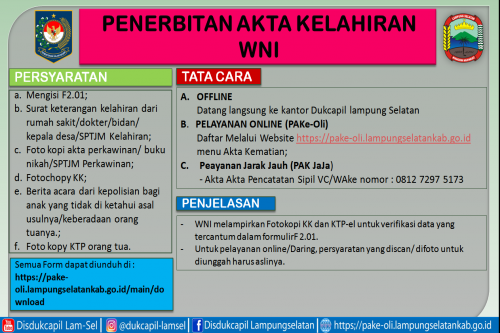 PENERBITAN AKTA KELAHIRAN
WNI
PERSYARATAN
a. Mengisi F2.01;
b. Surat keterangan kelahiran dari
rumah sakit/dokter/bidan/
kepala desa/SPTJM Kelahiran;
c. Foto kopi akta perkawinan/ buku
nikah/SPTJM Perkawinan;
d. Fotochopy KK;
e. Berita acara dari kepolisian bagi
anak yang tidak di ketahui asal
usulnya/keberadaan orang
tuanya.;
f. Foto kopy KTP orang tua.
Semua Form dapat diunduh di :
https://pake-
oli.lampungselatankab.go.id/main/do
wnload
TATA CARA
A. OFFLINE
Datang langsung ke kantor Dukcapil lampung Selatan
B. PELAYANAN ONLINE (PAKe-Oli)
Daftar Melalui Website https://pake-oli.lampungselatankab.go.id
menu Akta Kematian;
C. Peayanan Jarak Jauh (PAK JaJa)
- Akta Akta Pencatatan Sipil VC/WAke nomor : 0812 7297 5173
PENJELASAN
- WNI melampirkan Fotokopi KK dan KTP-el untuk verifikasi data yang
tercantum dalam formulirF 2.01.
- Untuk pelayanan online/Daring, persyaratan yang discan/ difoto untuk
diunggah harus aslinya.
Disdukcapil Lam-Sel | @dukcapil-lamsel | Disdukcapil Lampungselatan | https://pake-oli.lampungselatankab.go.id